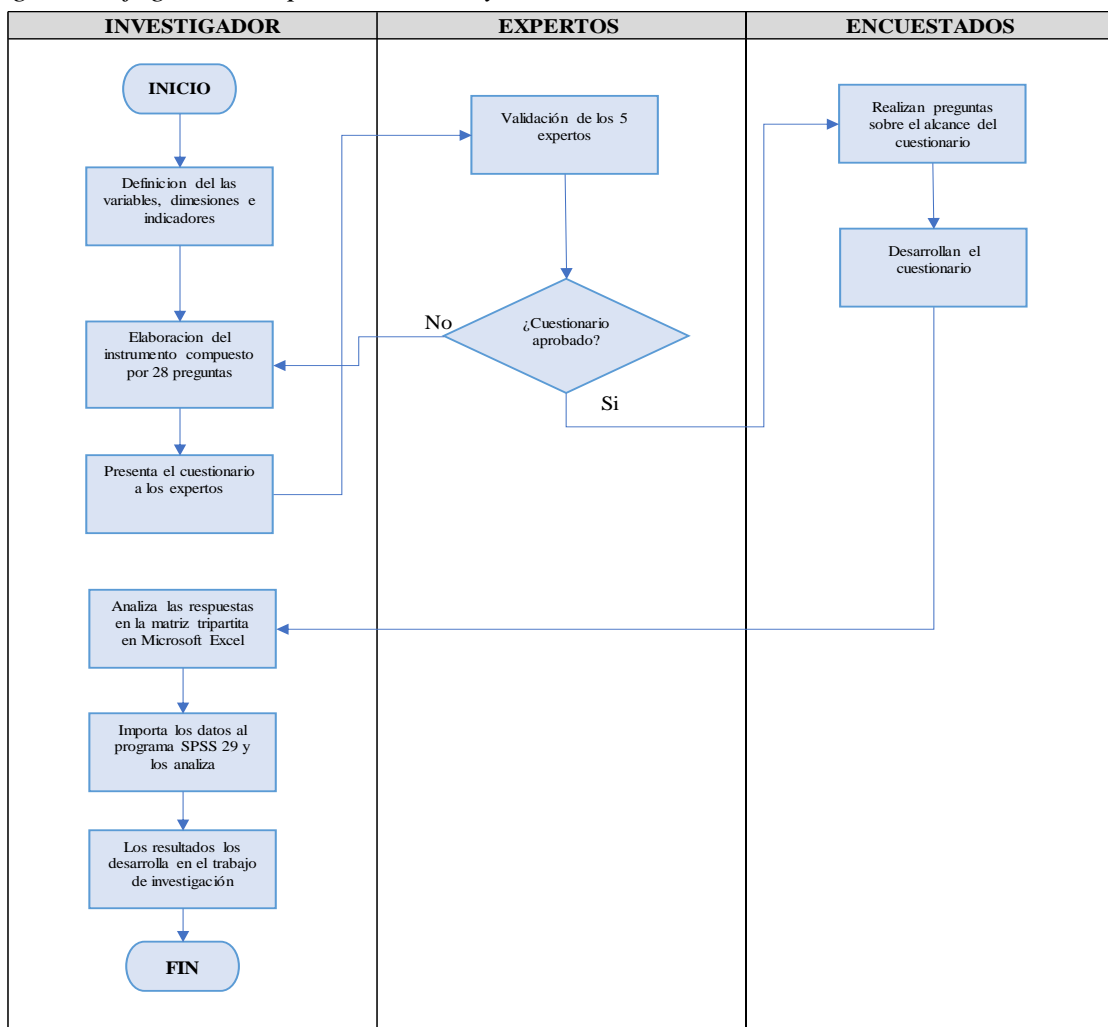 INVESTIGADOR
EXPERTOS
ENCUESTADOS
INICIO
Definicion del las
variables, dimesiones e
indicadores
Elaboracion del
instrumento compuesto
por 28 preguntas
Presenta el cuestionario
a los expertos
Validación de los 5
expertos
¿Cuestionario
aprobado?
No
Si
Realizan preguntas
sobre el alcance del
cuestionario
Desarrollan el
cuestionario
Analiza las respuestas
en la matriz tripartita
en Microsoft Excel
Importa los datos al
programa SPSS 29 y
los analiza
Los resultados los
desarrolla en el trabajo
de investigación
FIN